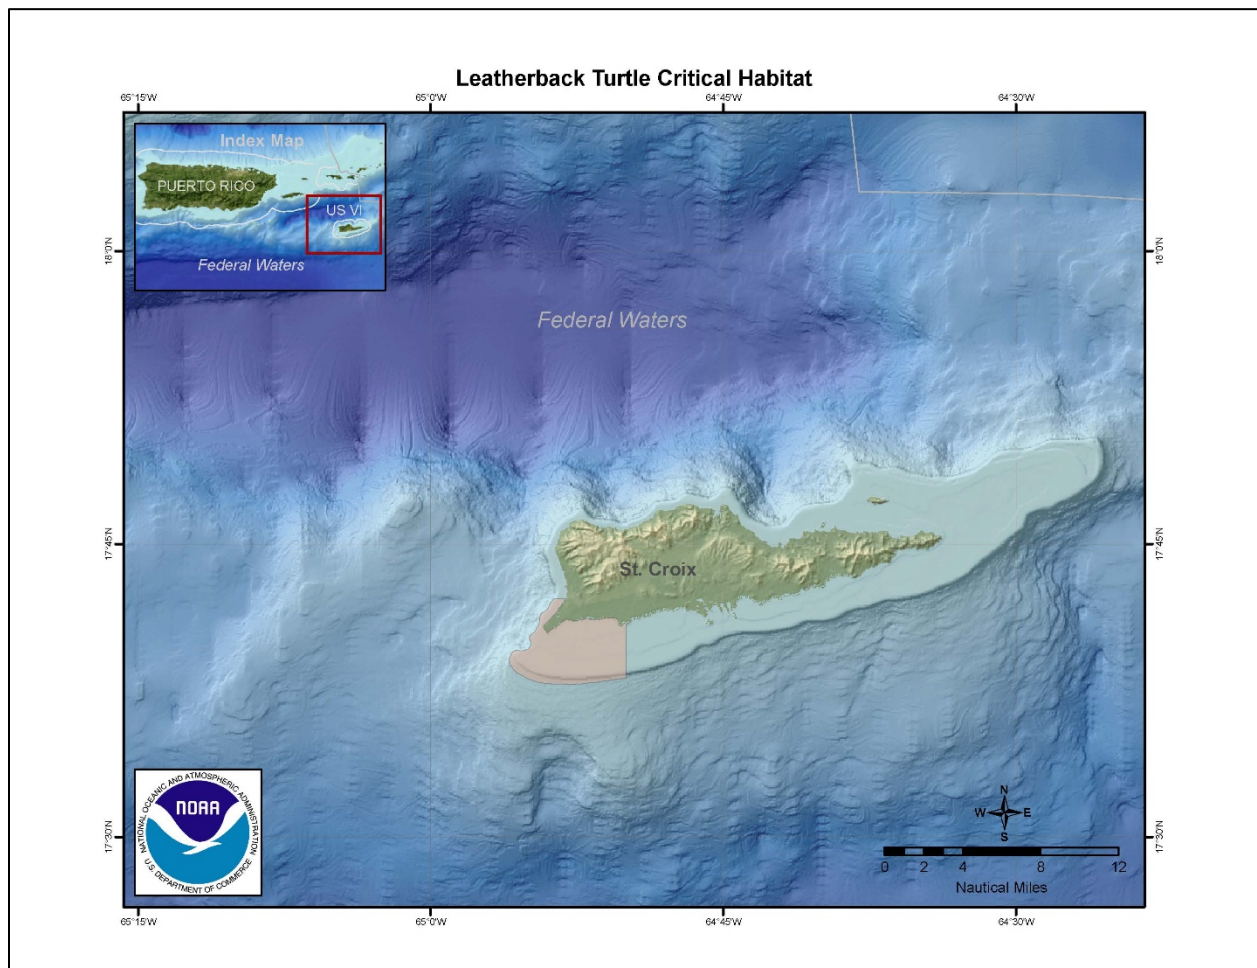 Leatherback Turtle Critical Habitat
65°15'W 65°0'W 64°45'W 64°30'W
Index Map
PUERTO RICO
US VI
Federal Waters
18°0'N 18°0'N
Federal Waters
17°45'N 17°45'N
St. Croix
NATIONAL OCEANIC AND ATMOSPHERIC ADMINISTRATION
NOAA
U.S. DEPARTMENT OF COMMERCE
N
W E
S
17°30'N 17°30'N
0 2 4 8 12
Nautical Miles
65°15'W 65°0'W 64°45'W 64°30'W